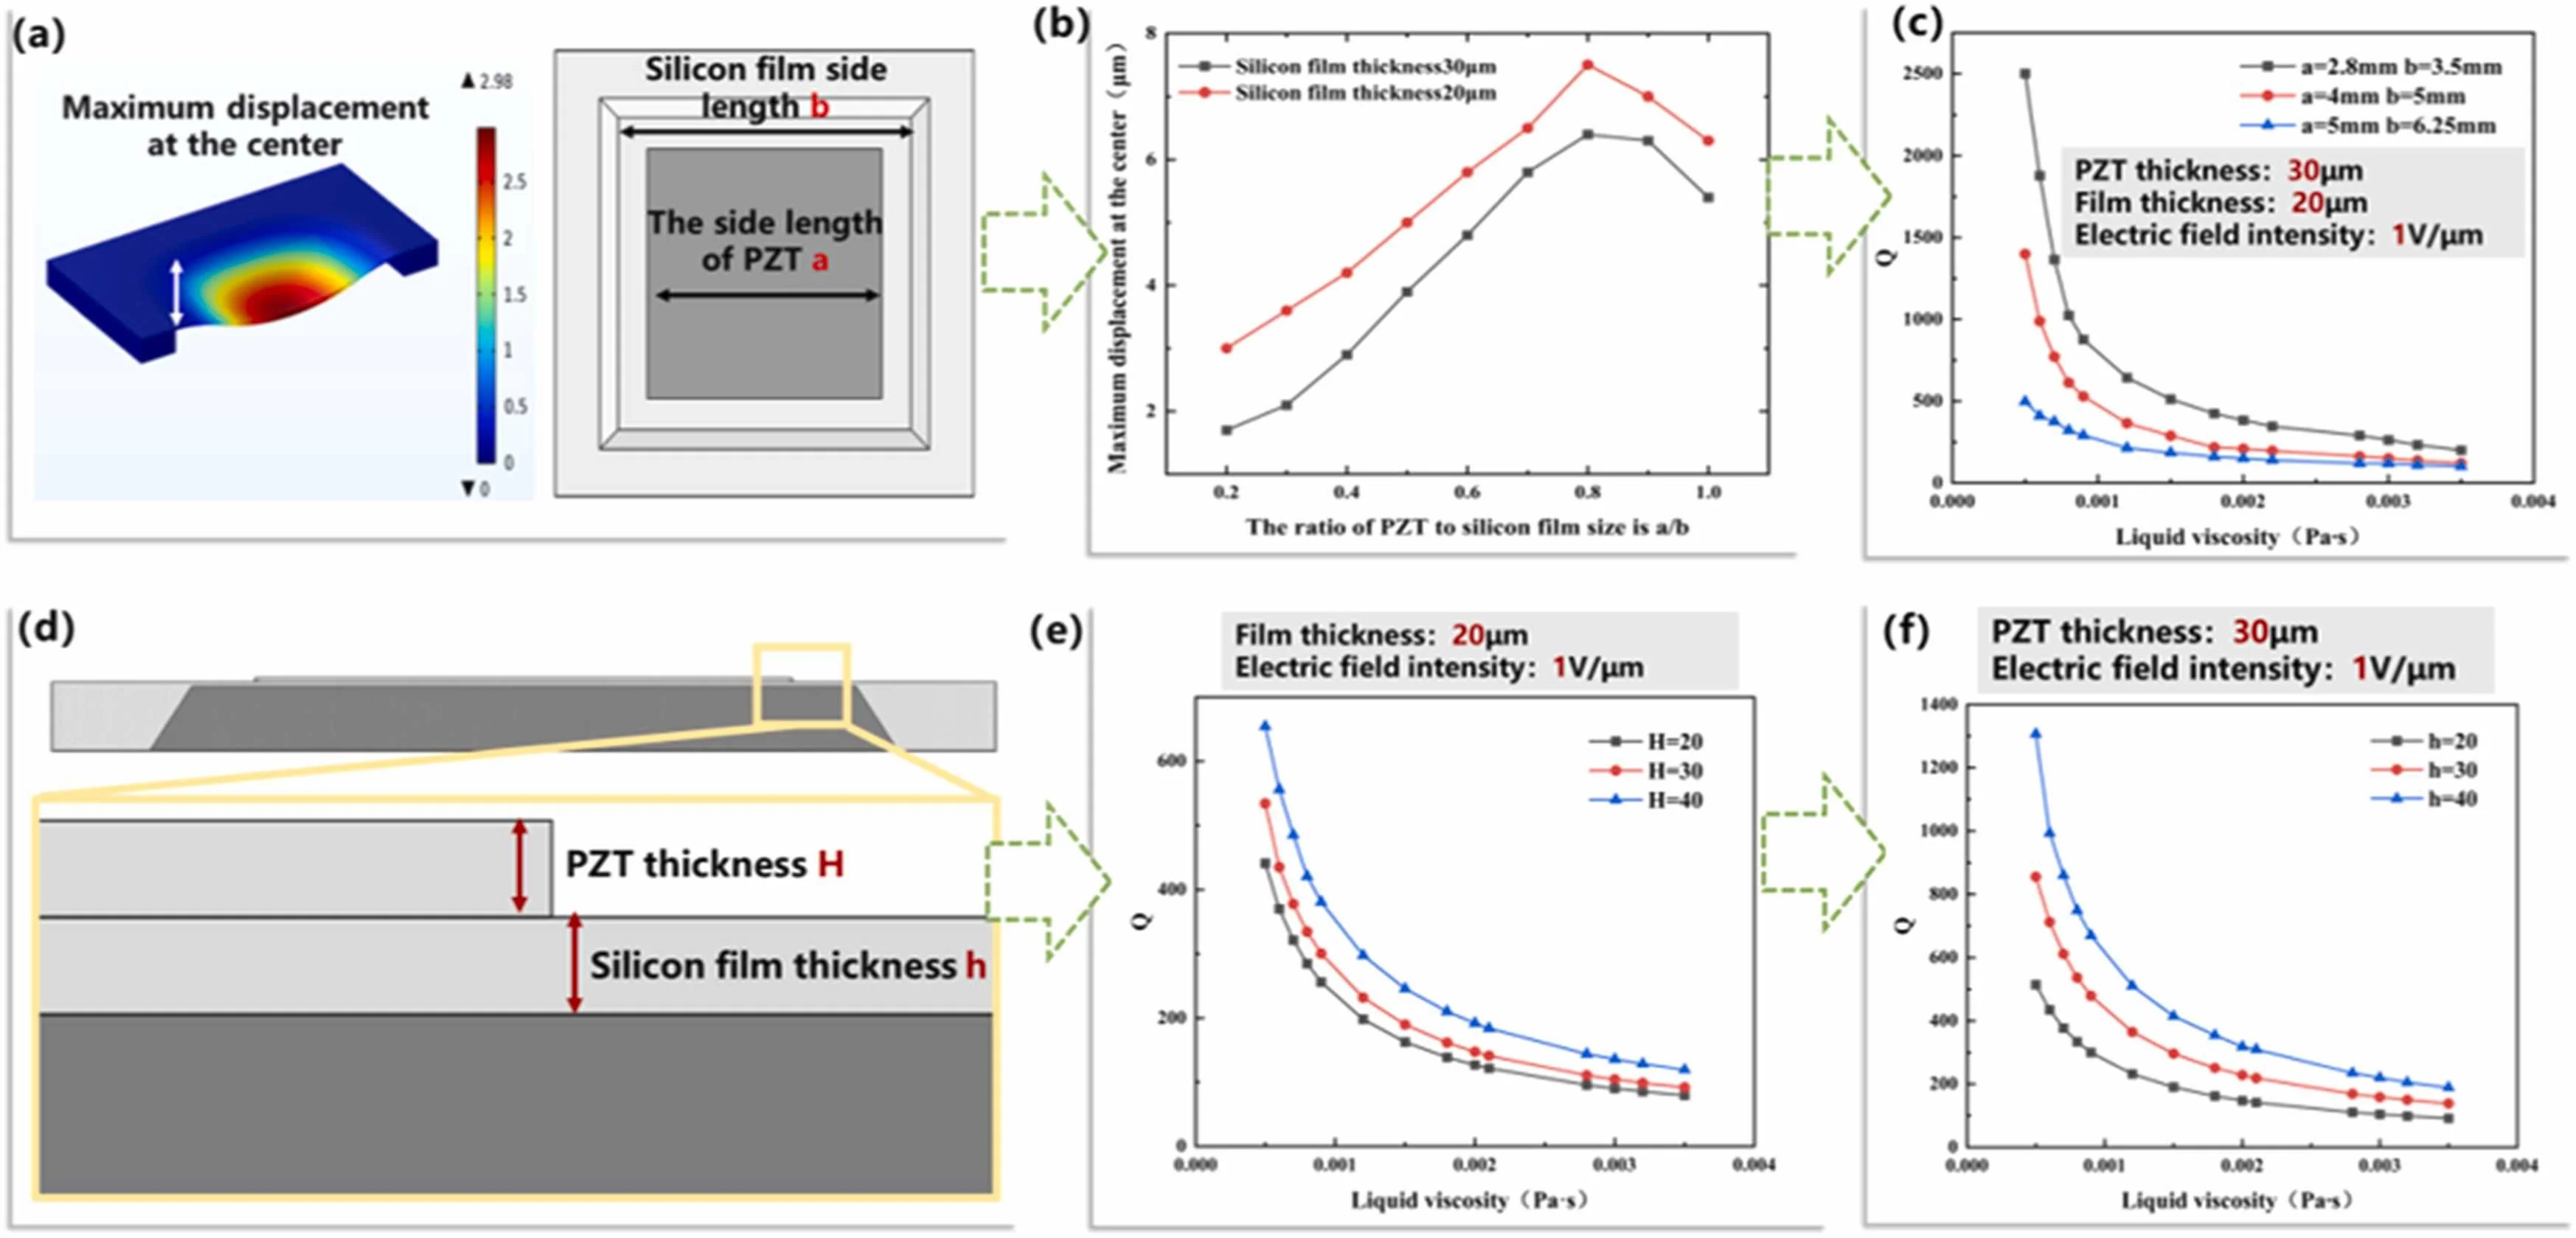 (a)
Maximum displacement
at the center
▲ 2.98
2.5
2
1.5
1
0.5
0
▼ 0
Silicon film side
length b
The side length
of PZT a
(b)
Maximum displacement at the center（μm）
8
6
4
2
Silicon film thickness30μm
Silicon film thickness20μm
0.2 0.4 0.6 0.8 1.0
The ratio of PZT to silicon film size is a/b
(c)
Q
2500
2000
1500
1000
500
0
a=2.8mm b=3.5mm
a=4mm b=5mm
a=5mm b=6.25mm
PZT thickness: 30μm
Film thickness: 20μm
Electric field intensity: 1V/μm
0.000 0.001 0.002 0.003 0.004
Liquid viscosity（Pa·s）
(d)
PZT thickness H
Silicon film thickness h
(e)
Film thickness: 20μm
Electric field intensity: 1V/μm
Q
600
400
200
0
H=20
H=30
H=40
0.000 0.001 0.002 0.003 0.004
Liquid viscosity（Pa·s）
(f)
PZT thickness: 30μm
Electric field intensity: 1V/μm
Q
1400
1200
1000
800
600
400
200
0
h=20
h=30
h=40
0.000 0.001 0.002 0.003 0.004
Liquid viscosity（Pa·s）